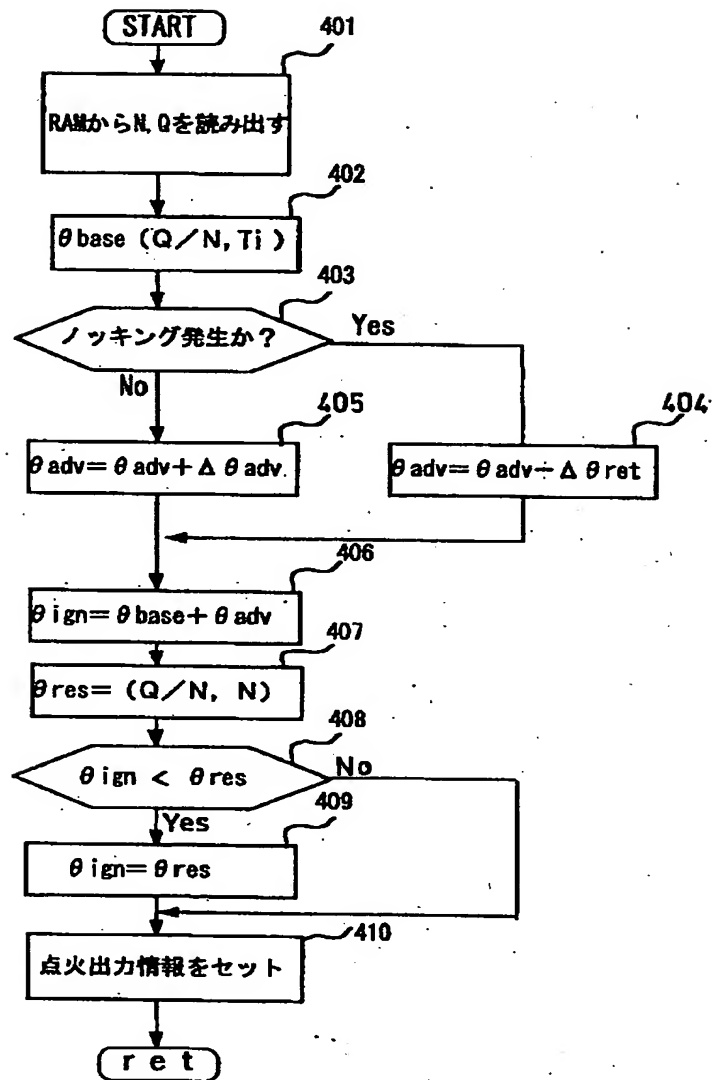 START
401
RAMからN,Qを読み出す
402
θbase (Q/N, Ti)
403
ノッキング発生か?
Yes
No
405
404
θadv=θadv+Δθadv.
θadv=θadv-Δθret
406
θign=θbase+θadv
407
θres= (Q/N, N)
408
θign < θres
No
Yes
409
θign=θres
410
点火出力情報をセット
ret